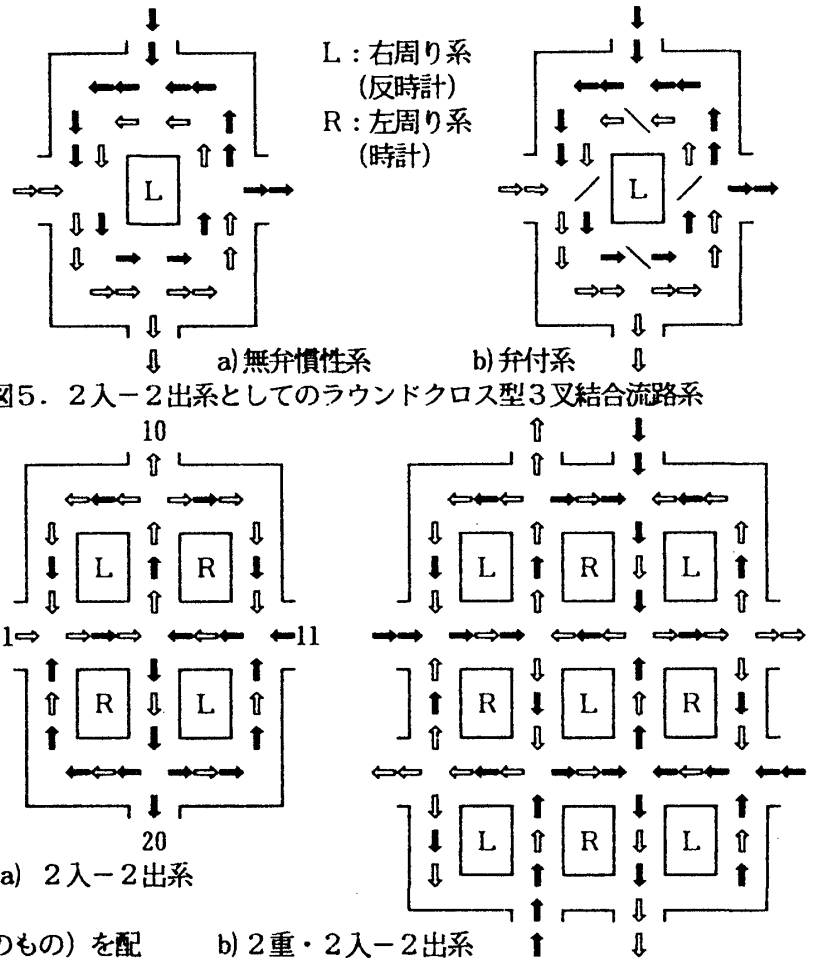 L：右周り系
(反時計)
R：左周り系
(時計)
L
L
a)無弁慣性系
b)弁付系
図5．2入－2出系としてのラウンドクロス型3叉結合流路系
10
L
R
1
11
R
L
20
a) 2入－2出系
L
R
L
R
L
R
L
R
L
のもの）を配
b)2重・2入－2出系